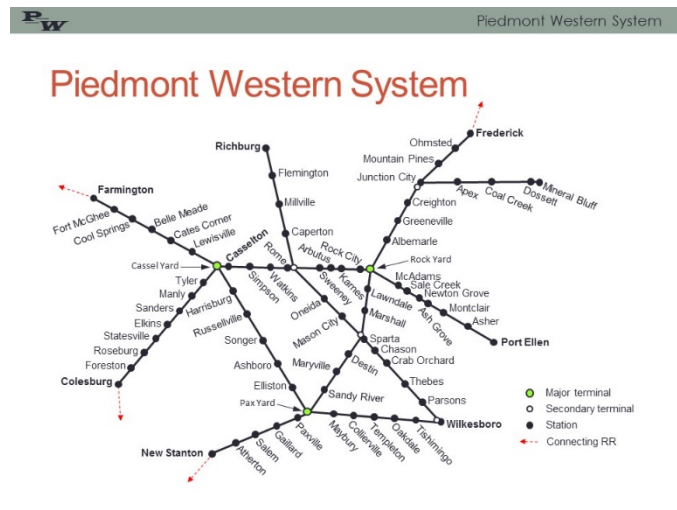 PW
Piedmont Western System
Piedmont Western System
Frederick
Ohmsted
Richburg
Mountain Pines
Flemington
Junction City
Mineral Bluff
Dossett
Coal Creek
Apex
Farmington
Millville
Creighton
Fort McGhee
Cool Springs
Belle Meade
Cates Corner
Lewisville
Greeneville
Caperton
Albemarle
Casselton
Rome
Arbutus
Rock City
Cassel Yard
Rock Yard
Simpson
Watkins
Sweeney
Karnes
McAdams
Sale Creek
Newton Grove
Tyler
Manly
Harrisburg
Lawndale
Ash Grove
Montclair
Sanders
Oneida
Marshall
Asher
Elkins
Russellville
Mason City
Statesville
Songer
Sparta
Port Ellen
Roseburg
Chason
Foreston
Ashboro
Maryville
Destin
Crab Orchard
Colesburg
Elliston
Thebes
Sandy River
Parsons
Pax Yard
Major terminal
Secondary terminal
Station
Connecting RR
Wilkesboro
Paxville
Maybury
Collierville
Templeton
Oakdale
Tishimingo
Gaillard
Salem
Atherton
New Stanton